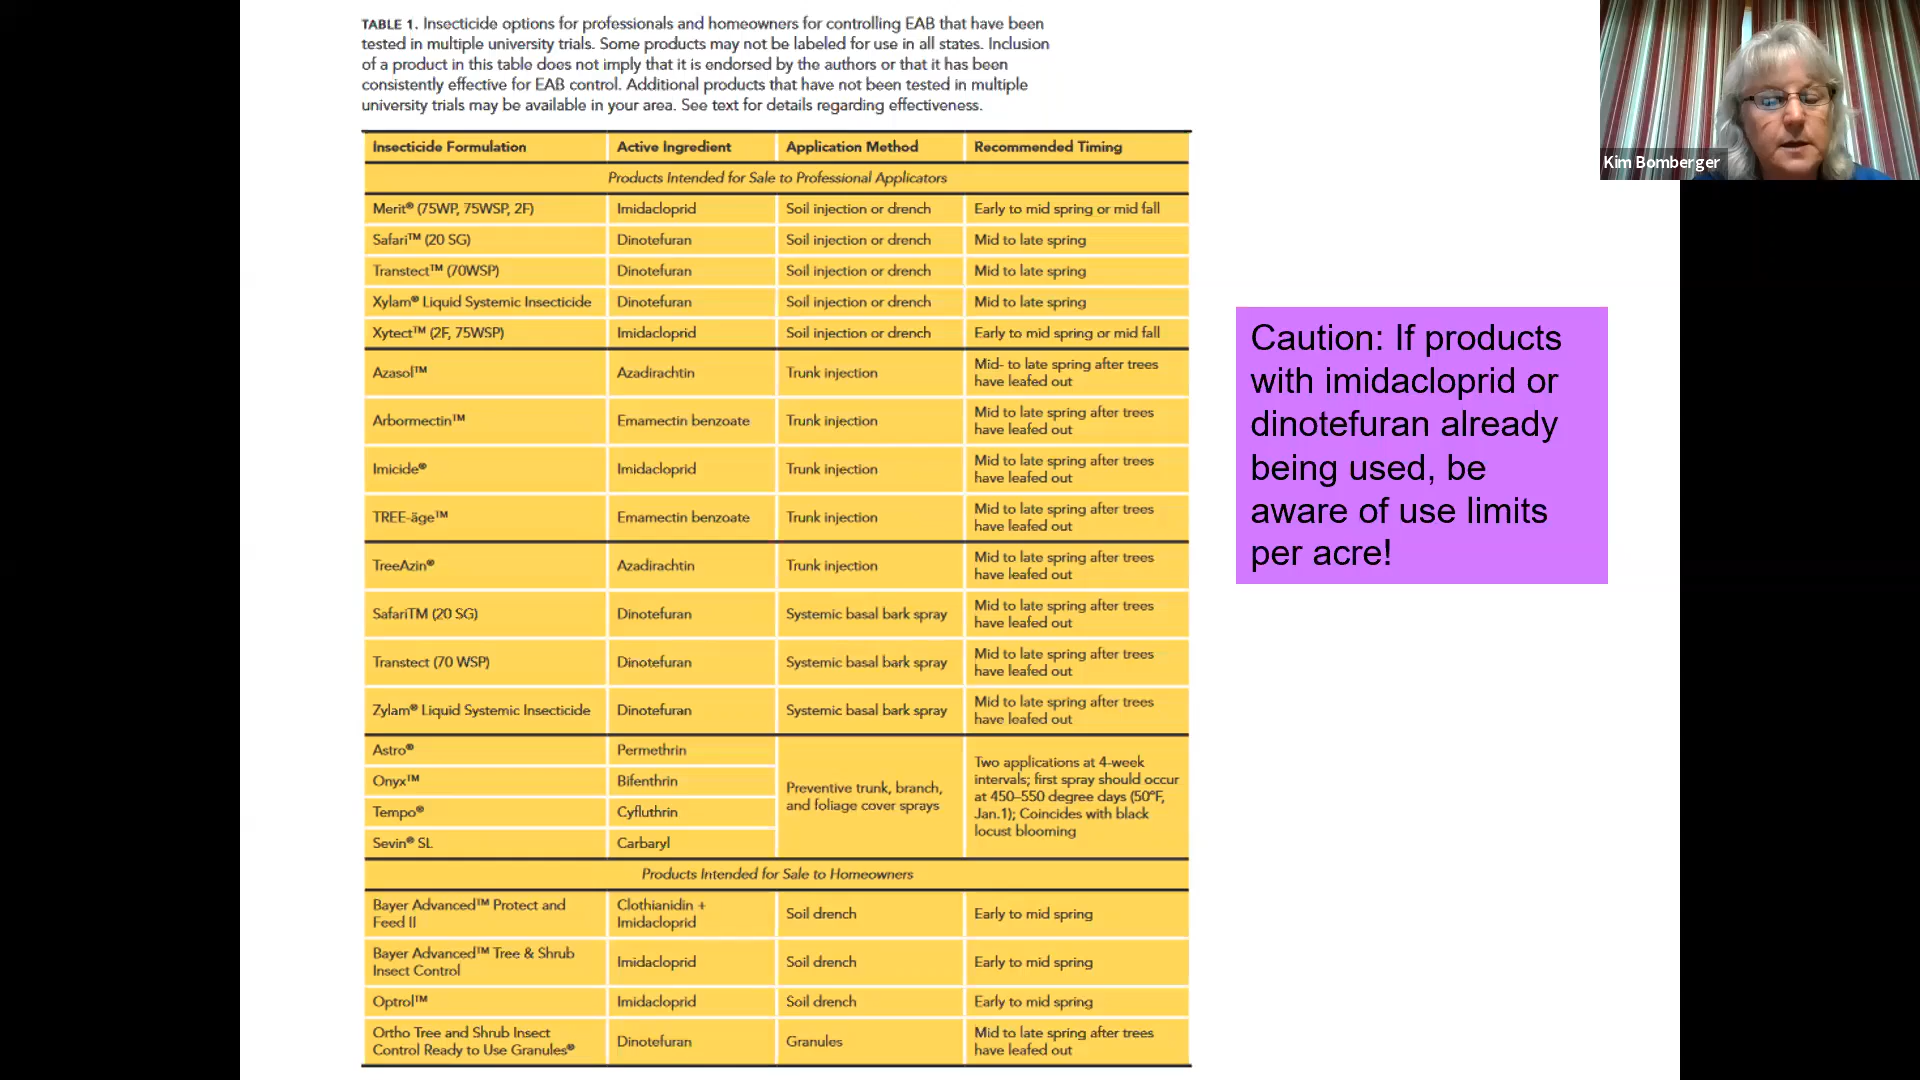 TABLE 1. Insecticide options for professionals and homeowners for controlling EAB that have been
tested in multiple university trials. Some products may not be labeled for use in all states. Inclusion
of a product in this table does not imply that it is endorsed by the authors or that it has been
consistently effective for EAB control. Additional products that have not been tested in multiple
university trials may be available in your area. See text for details regarding effectiveness.
Insecticide Formulation Active Ingredient Application Method Recommended Timing
Products Intended for Sale to Professional Applicators
Merit® (75WP, 75WSP, 2F) Imidacloprid Soil injection or drench Early to mid spring or mid fall
Safari™ (20 SG) Dinotefuran Soil injection or drench Mid to late spring
Transtect™ (70WSP) Dinotefuran Soil injection or drench Mid to late spring
Xylam® Liquid Systemic Insecticide Dinotefuran Soil injection or drench Mid to late spring
Xytect™ (2F, 75WSP) Imidacloprid Soil injection or drench Early to mid spring or mid fall
Azasol™ Azadirachtin Trunk injection Mid- to late spring after trees
have leafed out
Arbormectin™ Emamectin benzoate Trunk injection Mid to late spring after trees
have leafed out
Imicide® Imidacloprid Trunk injection Mid to late spring after trees
have leafed out
TREE-äge™ Emamectin benzoate Trunk injection Mid to late spring after trees
have leafed out
TreeAzin® Azadirachtin Trunk injection Mid to late spring after trees
have leafed out
SafariTM (20 SG) Dinotefuran Systemic basal bark spray Mid to late spring after trees
have leafed out
Transtect (70 WSP) Dinotefuran Systemic basal bark spray Mid to late spring after trees
have leafed out
Zylam® Liquid Systemic Insecticide Dinotefuran Systemic basal bark spray Mid to late spring after trees
have leafed out
Astro® Permethrin
Onyx™ Bifenthrin
Tempo® Cyfluthrin
Sevin® SL Carbaryl
Preventive trunk, branch,
and foliage cover sprays
Two applications at 4-week
intervals; first spray should occur
at 450–550 degree days (50°F,
Jan.1); Coincides with black
locust blooming
Products Intended for Sale to Homeowners
Bayer Advanced™ Protect and
Feed II
Clothianidin +
Imidacloprid
Soil drench Early to mid spring
Bayer Advanced™ Tree & Shrub
Insect Control
Imidacloprid Soil drench Early to mid spring
Optrol™ Imidacloprid Soil drench Early to mid spring
Ortho Tree and Shrub Insect
Control Ready to Use Granules®
Dinotefuran Granules Mid to late spring after trees
have leafed out
Caution: If products
with imidacloprid or
dinotefuran already
being used, be
aware of use limits
per acre!
Kim Bomberger